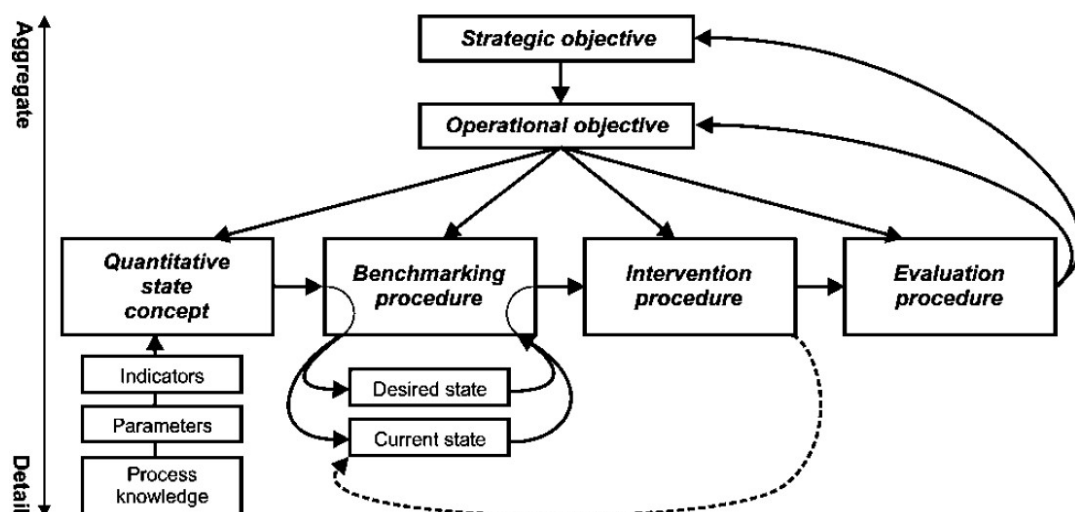 Aggregate
Strategic objective
Operational objective
Quantitative
state
concept
Benchmarking
procedure
Intervention
procedure
Evaluation
procedure
Indicators
Parameters
Process
knowledge
Desired state
Current state
Detail